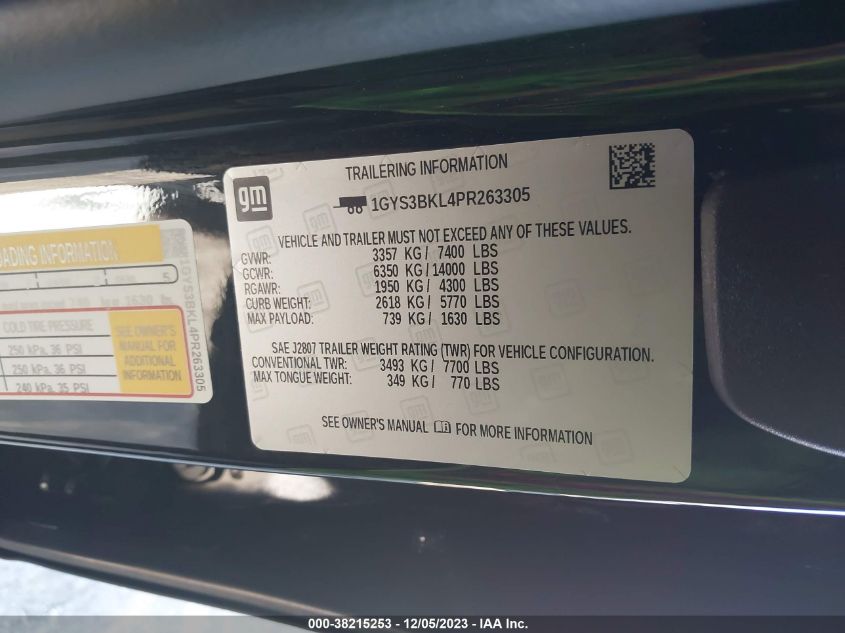 TRAILERING INFORMATION
gm
1GYS3BKL4PR263305
VEHICLE AND TRAILER MUST NOT EXCEED ANY OF THESE VALUES.
GVWR: 3357 KG / 7400 LBS
GCWR: 6350 KG / 14000 LBS
RGAWR: 1950 KG / 4300 LBS
CURB WEIGHT: 2618 KG / 5770 LBS
MAX PAYLOAD: 739 KG / 1630 LBS
SAE J2807 TRAILER WEIGHT RATING (TWR) FOR VEHICLE CONFIGURATION.
CONVENTIONAL TWR: 3493 KG / 7700 LBS
MAX TONGUE WEIGHT: 349 KG / 770 LBS
SEE OWNER'S MANUAL FOR MORE INFORMATION
OADING INFORMATION
5
COLD TIRE PRESSURE
250 kPa, 36 PSI
250 kPa, 36 PSI
240 kPa, 35 PSI
SEE OWNER'S
MANUAL FOR
ADDITIONAL
INFORMATION
1GYS3BKL4PR263305
000-38215253 - 12/05/2023 - IAA Inc.